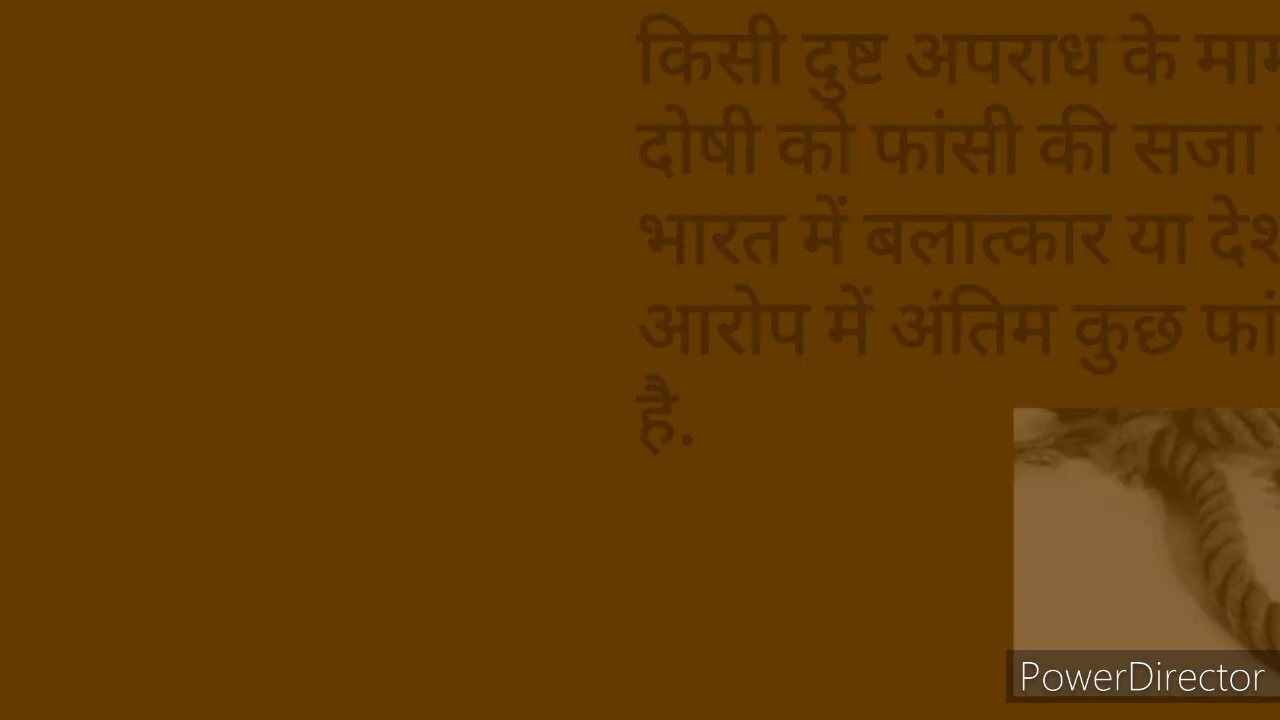 किसी दुष्ट अपराध के
दोषी को फांसी की सजा
भारत में बलात्कार या
आरोप में अंतिम कुछ
है.
PowerDirector